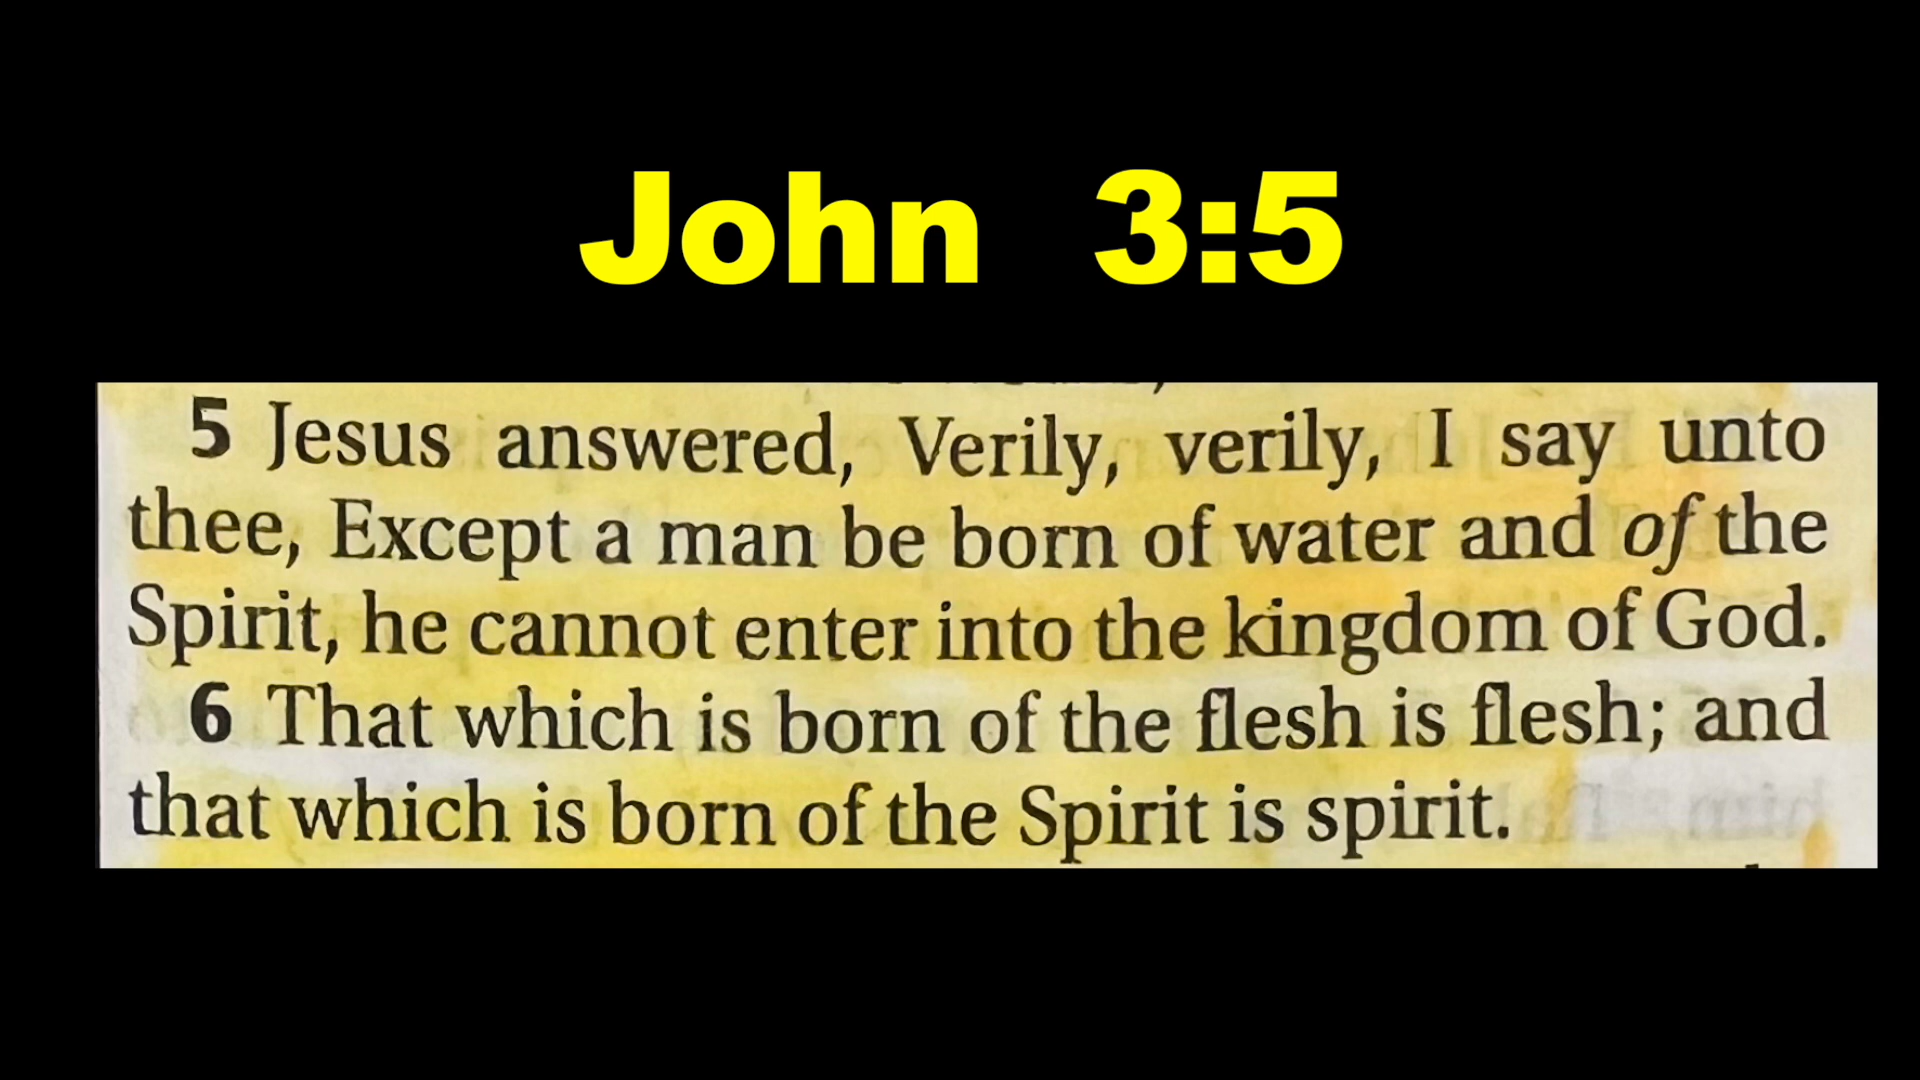 John 3:5
5 Jesus answered, Verily, verily, I say unto
thee, Except a man be born of water and of the
Spirit, he cannot enter into the kingdom of God.
6 That which is born of the flesh is flesh; and
that which is born of the Spirit is spirit.